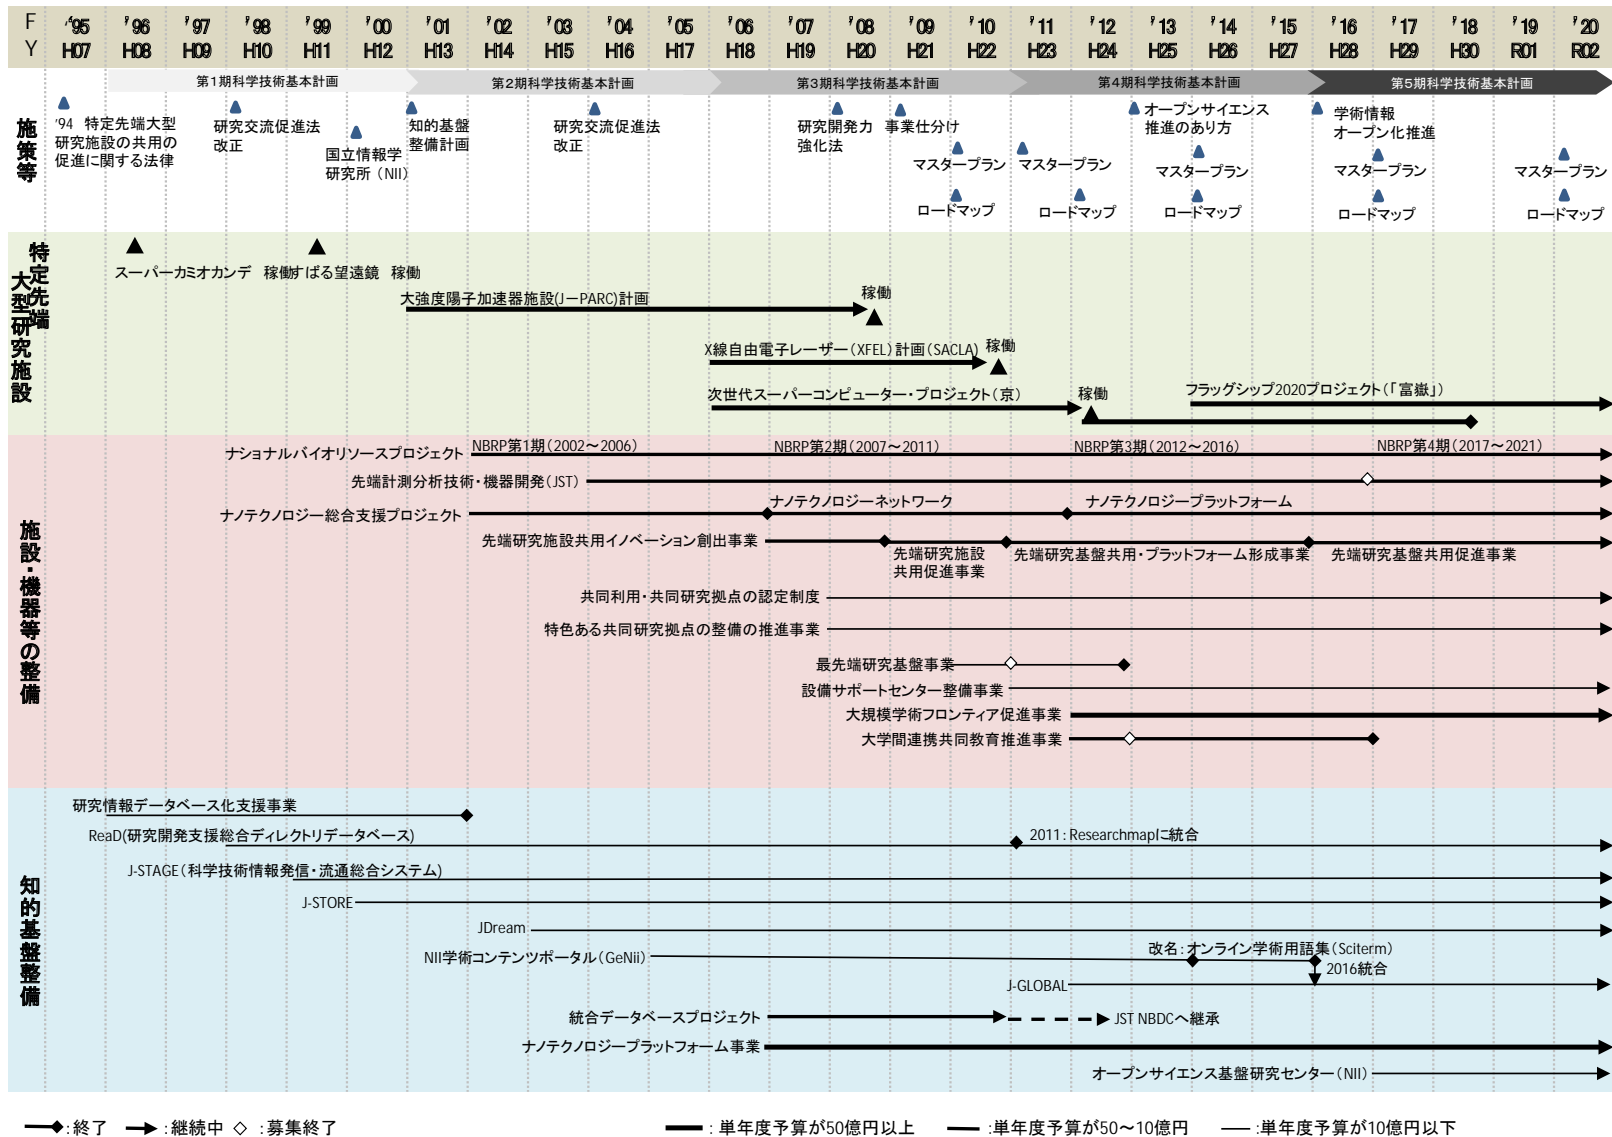 FY
'95 '96 '97 '98 '99 '00 '01 '02 '03 '04 '05 '06 '07 '08 '09 '10 '11 '12 '13 '14 '15 '16 '17 '18 '19 '20
H07 H08 H09 H10 H11 H12 H13 H14 H15 H16 H17 H18 H19 H20 H21 H22 H23 H24 H25 H26 H27 H28 H29 H30 R01 R02
第1期科学技術基本計画 第2期科学技術基本計画 第3期科学技術基本計画 第4期科学技術基本計画 第5期科学技術基本計画
施策等
'94 特定先端大型
研究施設の共用の
促進に関する法律
研究交流促進法
改正
国立情報学
研究所(NII)
知的基盤
整備計画
研究交流促進法
改正
研究開発力
強化法
事業仕分け
マスタープラン
ロードマップ
マスタープラン
ロードマップ
オープンサイエンス
推進のあり方
マスタープラン
ロードマップ
学術情報
オープン化推進
マスタープラン
ロードマップ
マスタープラン
ロードマップ
特定先端
大型研究施設
スーパーカミオカンデ 稼働
すばる望遠鏡 稼働
大強度陽子加速器施設(J-PARC)計画
稼働
X線自由電子レーザー(XFEL)計画(SACLA)
稼働
次世代スーパーコンピューター・プロジェクト(京)
稼働
フラッグシップ2020プロジェクト(「富嶽」)
施設・機器等の整備
ナショナルバイオリソースプロジェクト
NBRP第1期(2002~2006)
NBRP第2期(2007~2011)
NBRP第3期(2012~2016)
NBRP第4期(2017~2021)
先端計測分析技術・機器開発(JST)
ナノテクノロジー総合支援プロジェクト
ナノテクノロジーネットワーク
ナノテクノロジープラットフォーム
先端研究施設共用イノベーション創出事業
先端研究施設
共用促進事業
先端研究基盤共用・プラットフォーム形成事業
先端研究基盤共用促進事業
共同利用・共同研究拠点の認定制度
特色ある共同研究拠点の整備の推進事業
最先端研究基盤事業
設備サポートセンター整備事業
大規模学術フロンティア促進事業
大学間連携共同教育推進事業
知的基盤整備
研究情報データベース化支援事業
ReaD(研究開発支援総合ディレクトリデータベース)
2011:Researchmapに統合
J-STAGE(科学技術情報発信・流通総合システム)
J-STORE
JDream
NII学術コンテンツポータル(GeNii)
改名:オンライン学術用語集(Sciterm)
2016統合
J-GLOBAL
統合データベースプロジェクト
JST NBDCへ継承
ナノテクノロジープラットフォーム事業
オープンサイエンス基盤研究センター(NII)
:終了 :継続中 :募集終了 :単年度予算が50億円以上 :単年度予算が50~10億円 :単年度予算が10億円以下